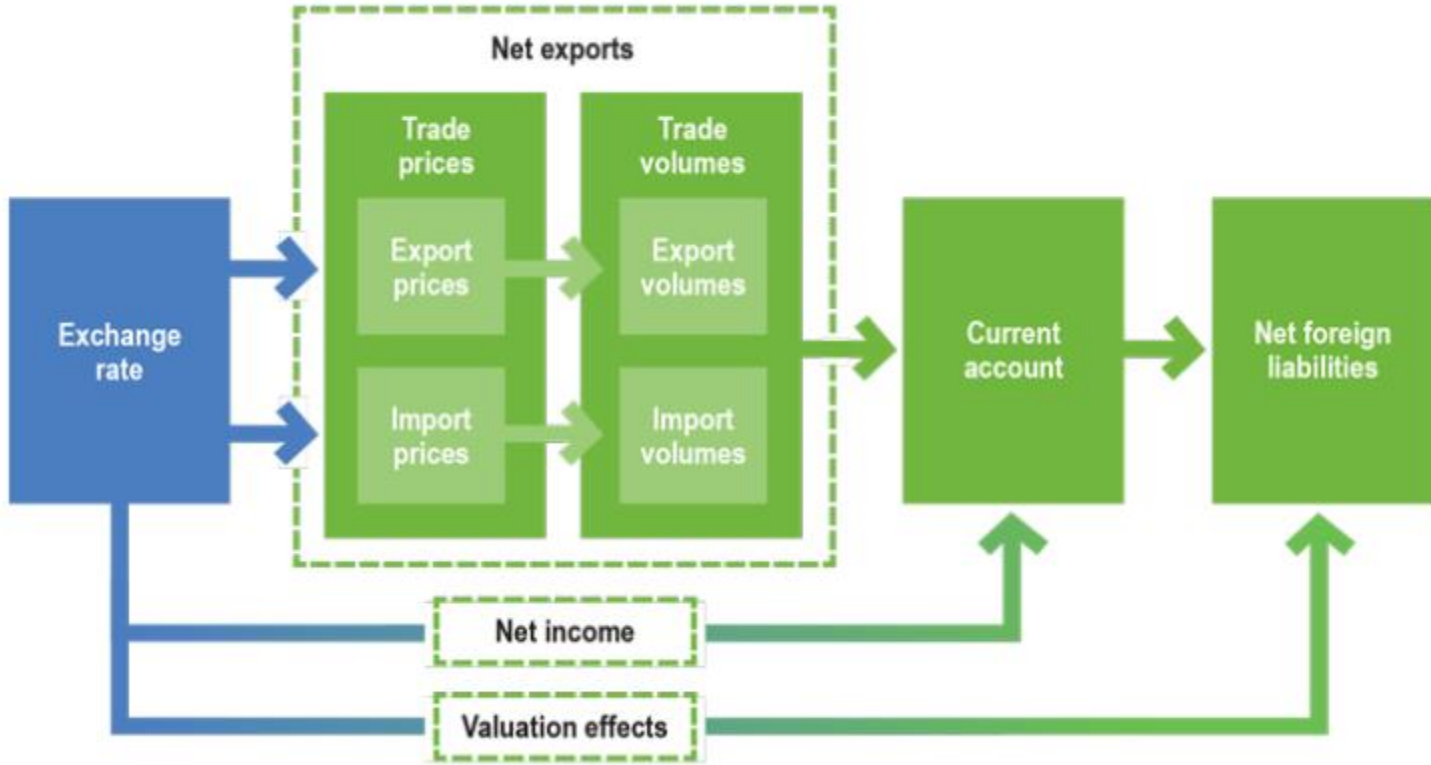 Net exports
Trade
prices
Trade
volumes
Export
prices
Export
volumes
Exchange
rate
Current
account
Net foreign
liabilities
Import
prices
Import
volumes
Net income
Valuation effects